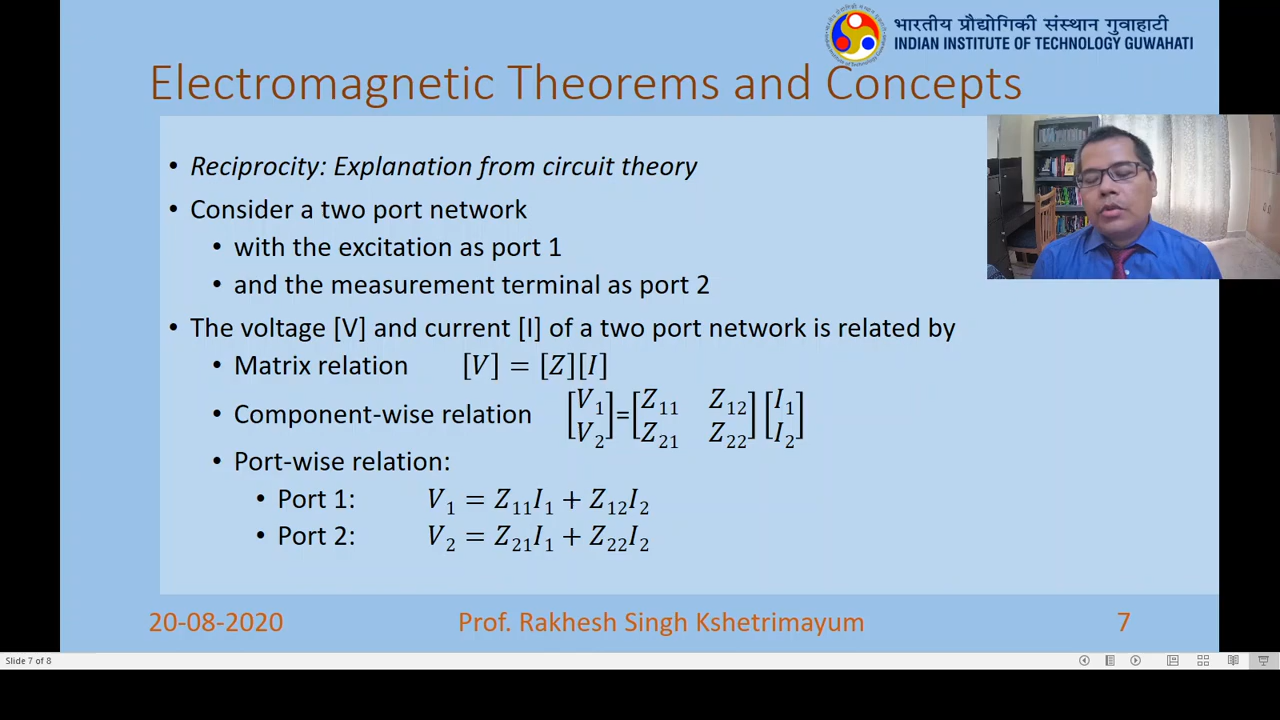 भारतीय प्रौद्योगिकी संस्थान गुवाहाटी
INDIAN INSTITUTE OF TECHNOLOGY GUWAHATI
Electromagnetic Theorems and Concepts
• Reciprocity: Explanation from circuit theory
• Consider a two port network
• with the excitation as port 1
• and the measurement terminal as port 2
• The voltage [V] and current [I] of a two port network is related by
• Matrix relation [V] = [Z][I]
• Component-wise relation [V₁ V₂]=[Z₁₁ Z₁₂ Z₂₁ Z₂₂] [I₁ I₂]
• Port-wise relation:
• Port 1: V₁ = Z₁₁I₁ + Z₁₂I₂
• Port 2: V₂ = Z₂₁I₁ + Z₂₂I₂
20-08-2020 Prof. Rakhesh Singh Kshetrimayum 7
Slide 7 of 8